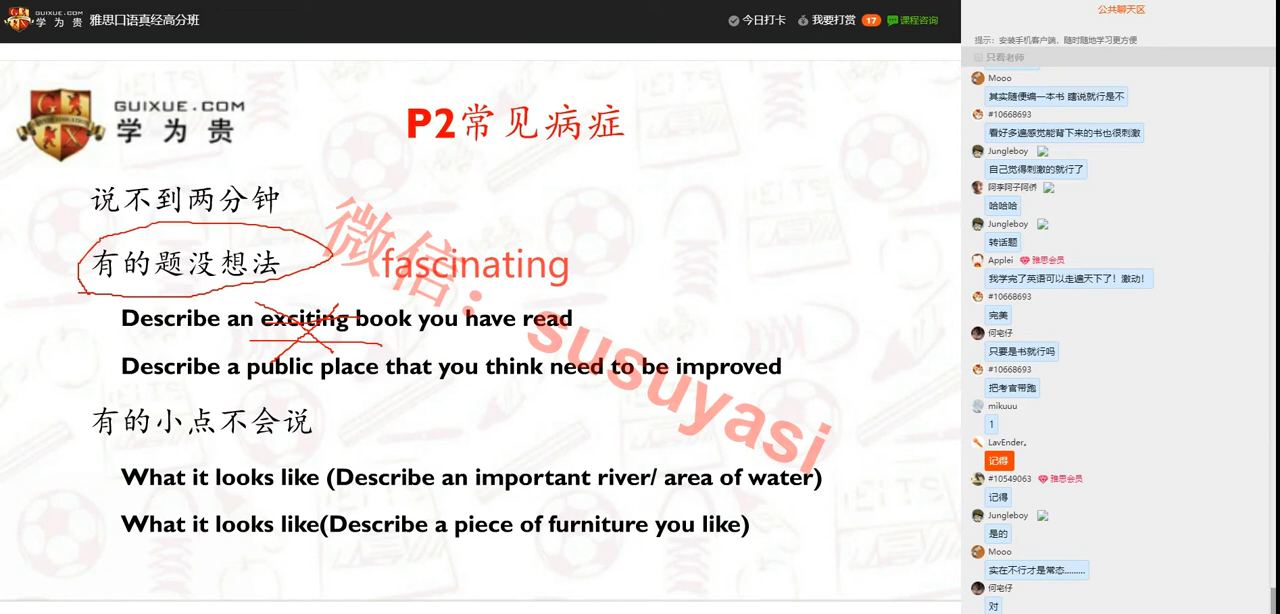 GUIXUE.COM
学为贵
雅思口语真经高分班
今日打卡
我要打赏
17
课程咨询
GUIXUE.COM
学为贵
P2常见病症
说不到两分钟
有的题没想法
fascinating
Describe an exsiting book you have read
Describe a public place that you think need to be improved
有的小点不会说
What it looks like (Describe an important river/ area of water)
What it looks like(Describe a piece of furniture you like)
微信：susuyasi
公共聊天区
提示：安装手机客户端，随时随地学习更方便
只看老师
Mooo
其实随便编一本书 瞎说就行是不
#10668693
看好多遍感觉能背下来的书也很刺激
Jungleboy
自己觉得刺激的就行了
阿李阿子阿侨
哈哈哈
Jungleboy
转话题
Applei 雅思会员
我学完了英语可以走遍天下了！激动！
#10668693
完美
何宅仔
只要是书就行吗
#10668693
把考官带跑
mikuuu
1
LavEnder。
记得
#10549063 雅思会员
记得
Jungleboy
是的
Mooo
实在不行才是常态.........
何宅仔
对